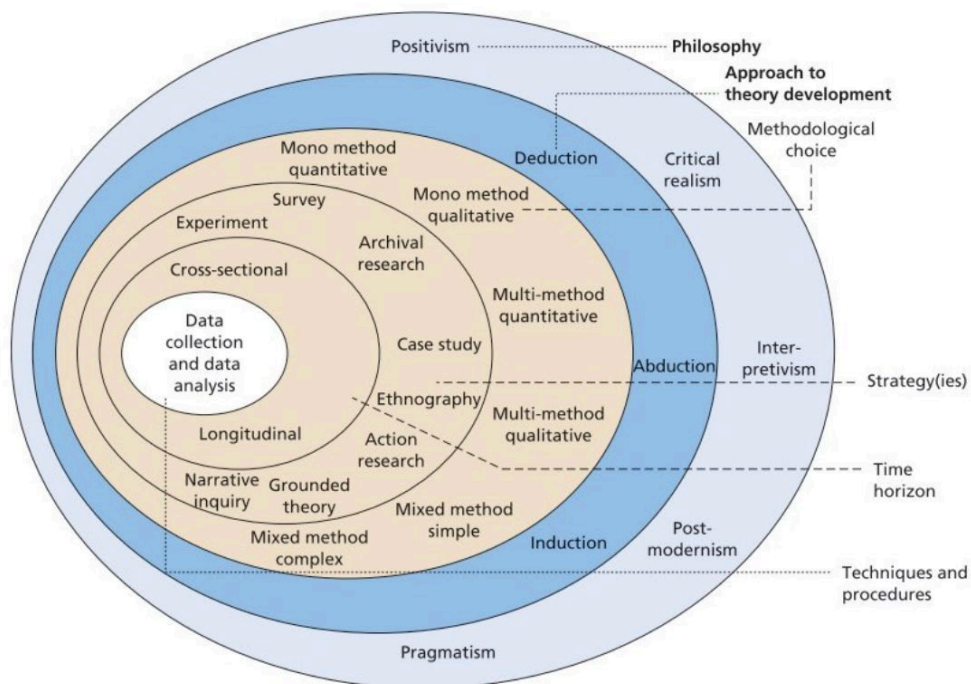 Positivism
Philosophy
Approach to
theory development
Methodological
choice
Mono method
quantitative
Deduction
Critical
realism
Mono method
qualitative
Survey
Experiment
Archival
research
Cross-sectional
Multi-method
quantitative
Data
collection
and data
analysis
Case study
Inter-
pretivism
Abduction
Strategy(ies)
Ethnography
Multi-method
qualitative
Longitudinal
Action
research
Time
horizon
Narrative
inquiry
Grounded
theory
Mixed method
simple
Mixed method
complex
Induction
Post-
modernism
Techniques and
procedures
Pragmatism